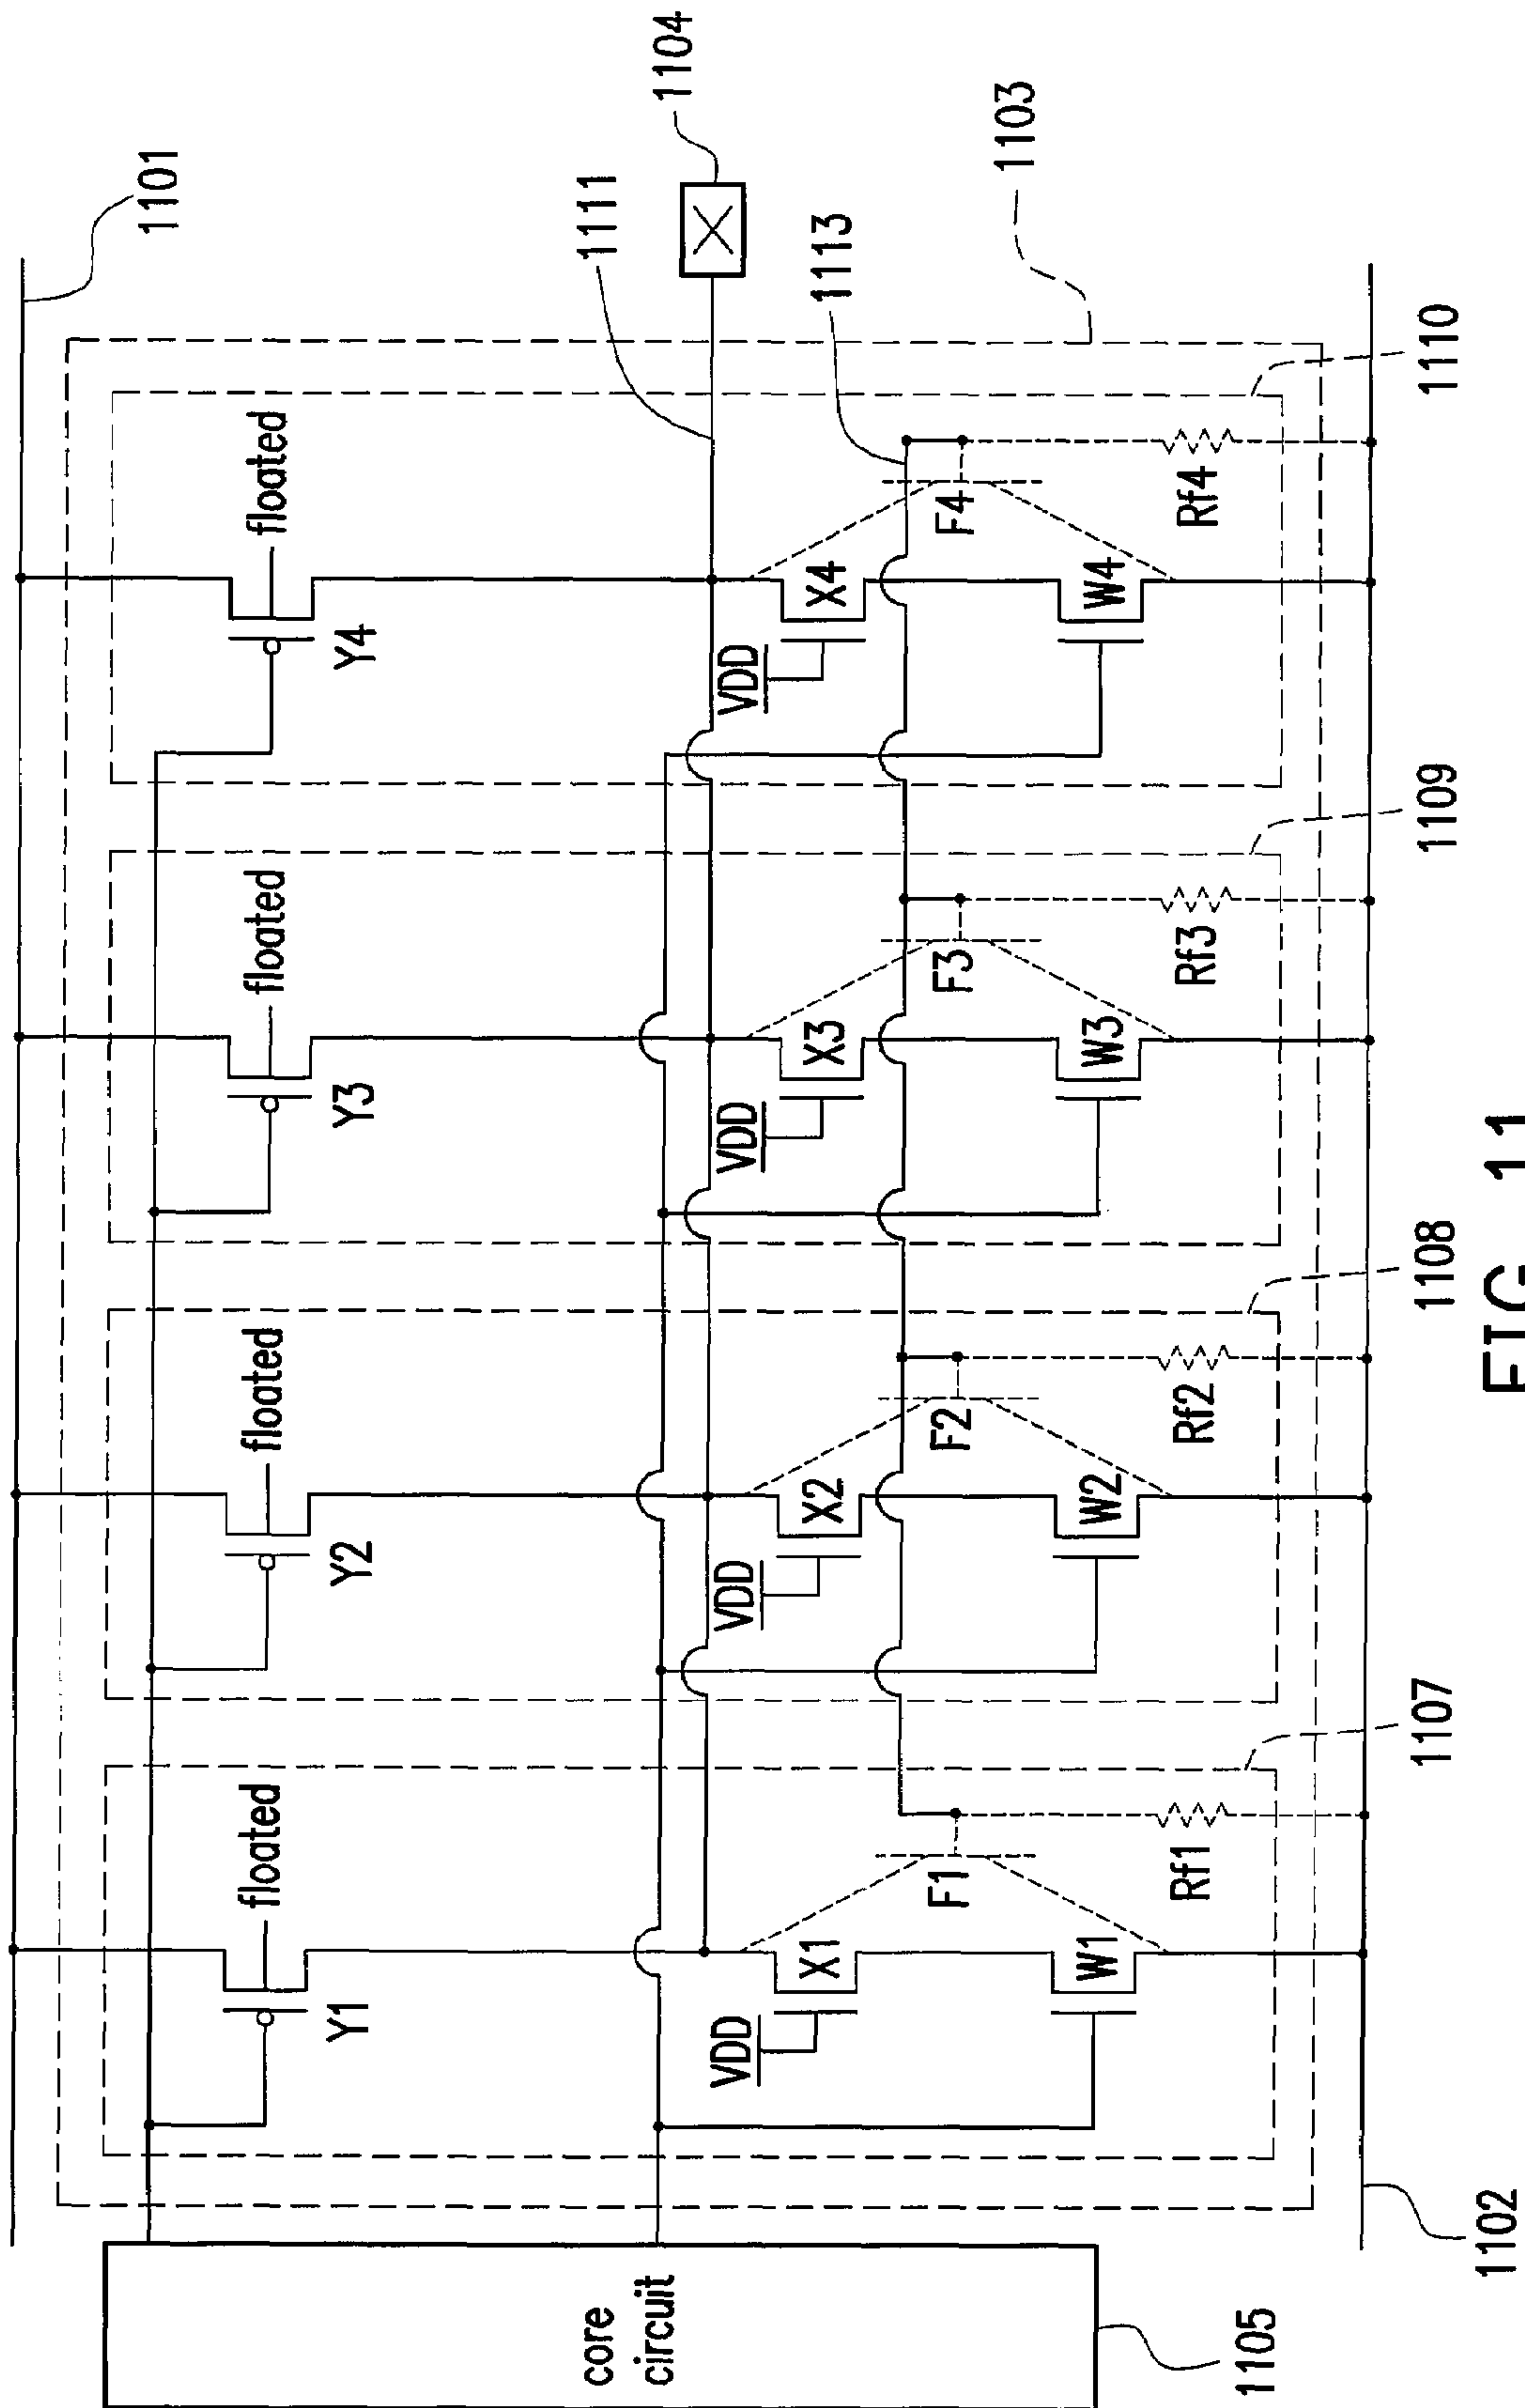 1101
1104
1111
1113
1103
floated
floated
floated
floated
Y1
Y2
Y3
Y4
core
circuit
VDD
VDD
VDD
VDD
X1
X2
X3
X4
F1
F2
F3
F4
W1
W2
W3
W4
Rf1
Rf2
Rf3
Rf4
1105
1102
1107
1108
1109
1110
FIG. 11